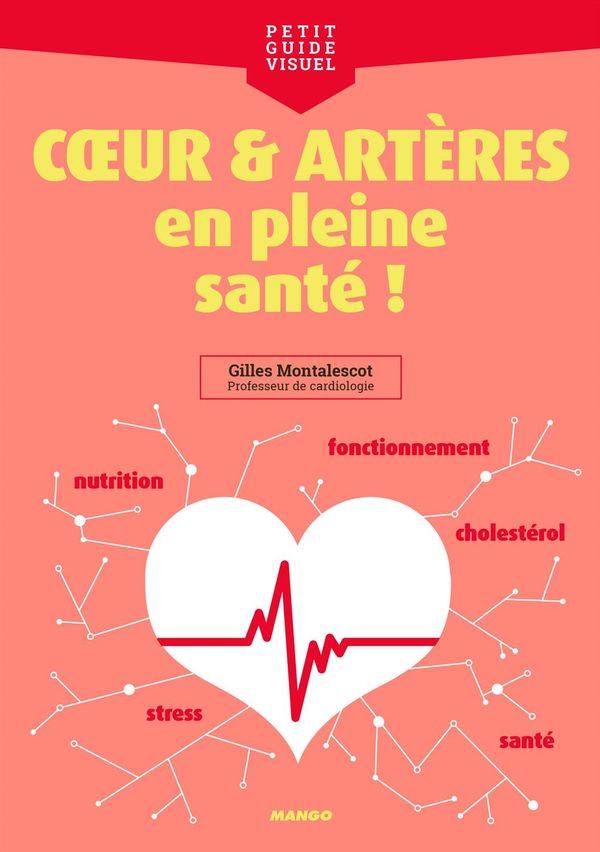 PETIT
GUIDE
VISUEL
CŒUR & ARTÈRES
en pleine
santé !
Gilles Montalescot
Professeur de cardiologie
fonctionnement
nutrition
cholestérol
stress
santé
MANGO